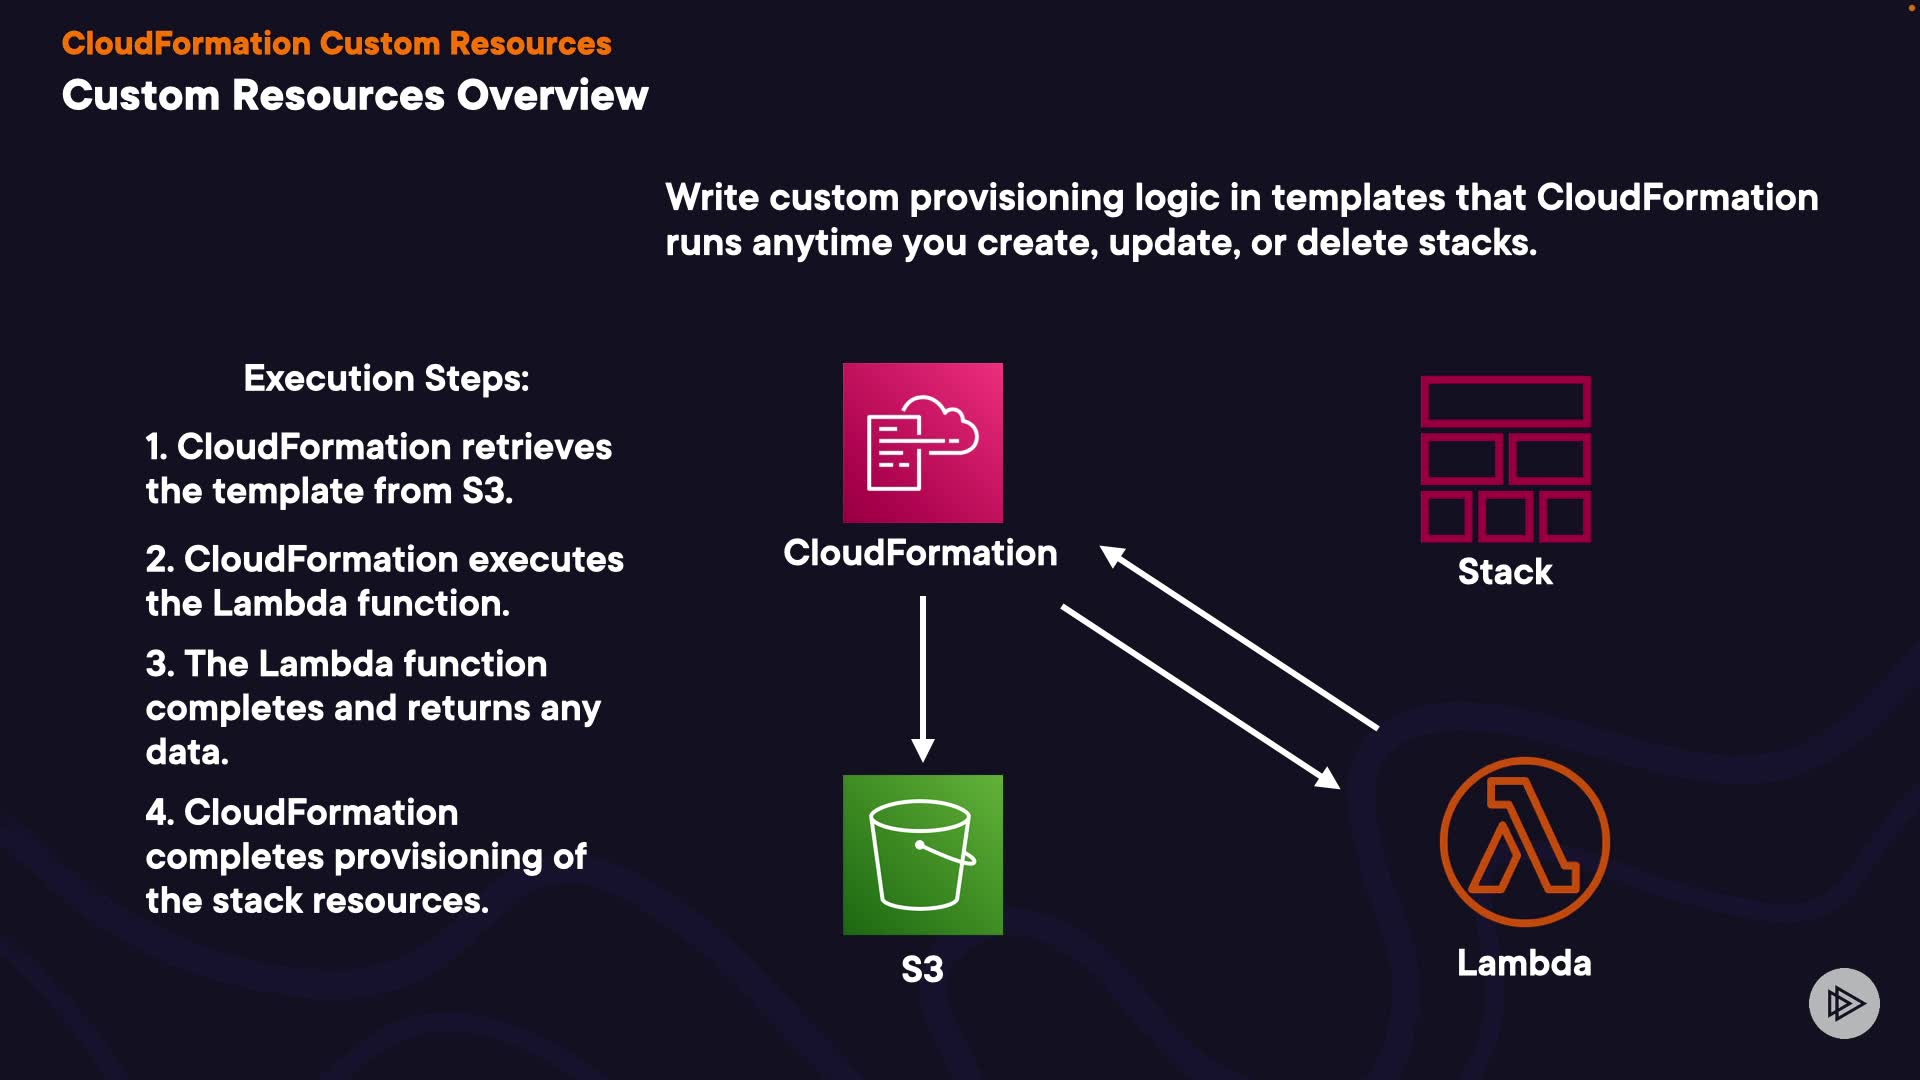 CloudFormation Custom Resources
Custom Resources Overview
Write custom provisioning logic in templates that CloudFormation
runs anytime you create, update, or delete stacks.
Execution Steps:
1. CloudFormation retrieves
the template from S3.
2. CloudFormation executes
the Lambda function.
3. The Lambda function
completes and returns any
data.
4. CloudFormation
completes provisioning of
the stack resources.
CloudFormation
Stack
S3
Lambda